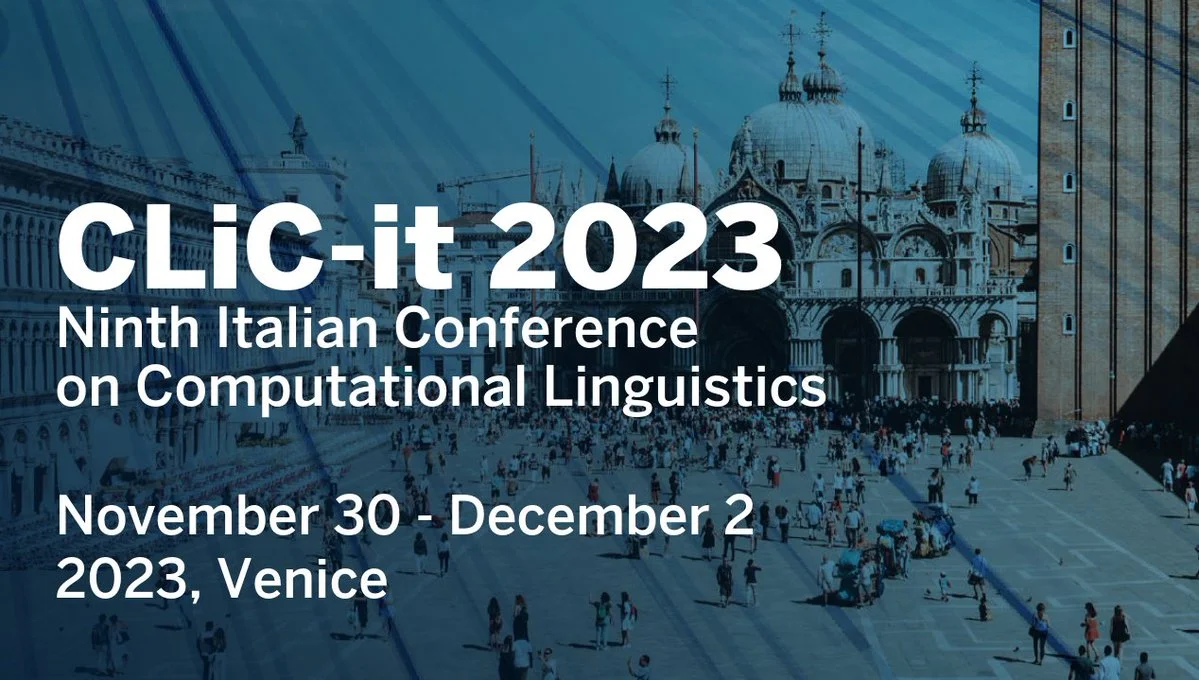 CLiC-it 2023
Ninth Italian Conference
on Computational Linguistics
November 30 - December 2
2023, Venice